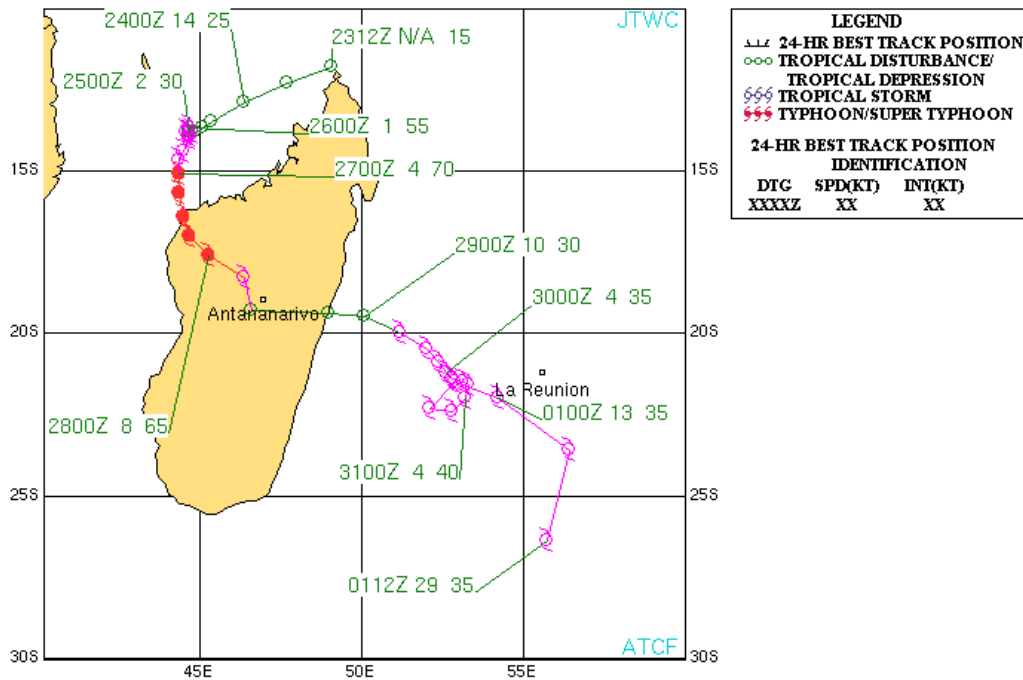 2400Z 14 25
JTWC
2312Z N/A 15
2500Z 2 30
2600Z 1 55
15S
2700Z 4 70
2900Z 10 30
3000Z 4 35
Antananarivo
20S
La Reunion
0100Z 13 35
2800Z 8 65
3100Z 4 40
25S
25S
0112Z 29 35
ATCF
30S
30S
45E
50E
55E
15S
20S
LEGEND
24-HR BEST TRACK POSITION
TROPICAL DISTURBANCE/
TROPICAL DEPRESSION
TROPICAL STORM
TYPHOON/SUPER TYPHOON
24-HR BEST TRACK POSITION
IDENTIFICATION
DTG SPD(KT) INT(KT)
XXXXZ XX XX